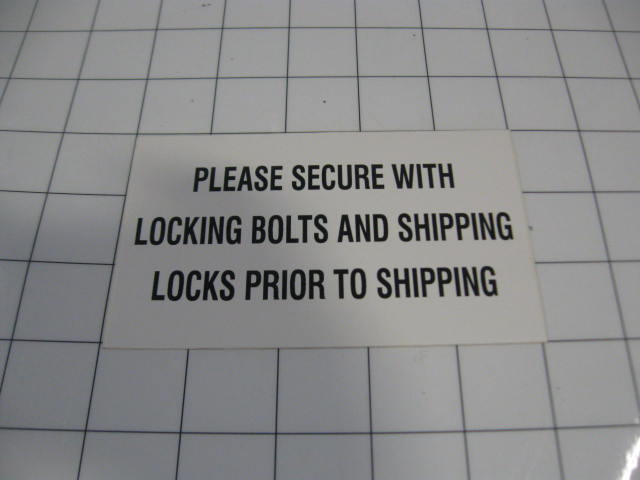 PLEASE SECURE WITH
LOCKING BOLTS AND SHIPPING
LOCKS PRIOR TO SHIPPING